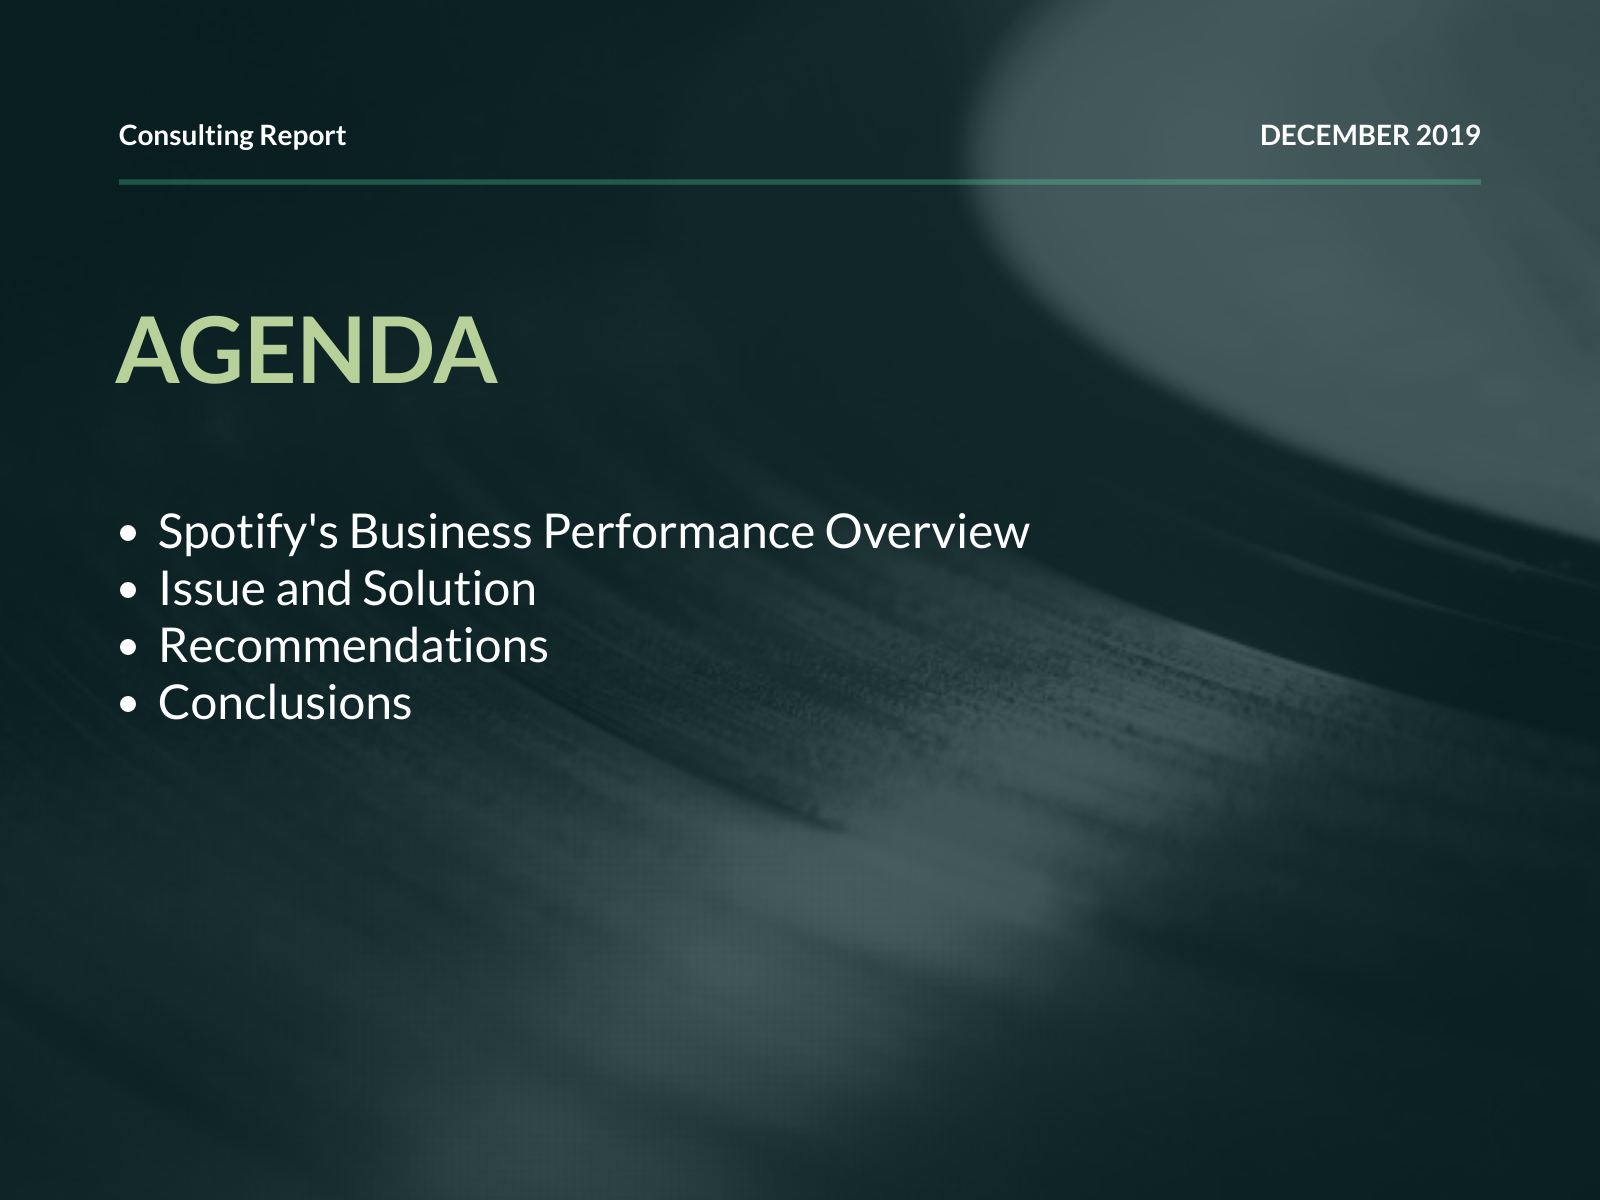 Consulting Report
DECEMBER 2019
AGENDA
• Spotify's Business Performance Overview
• Issue and Solution
• Recommendations
• Conclusions